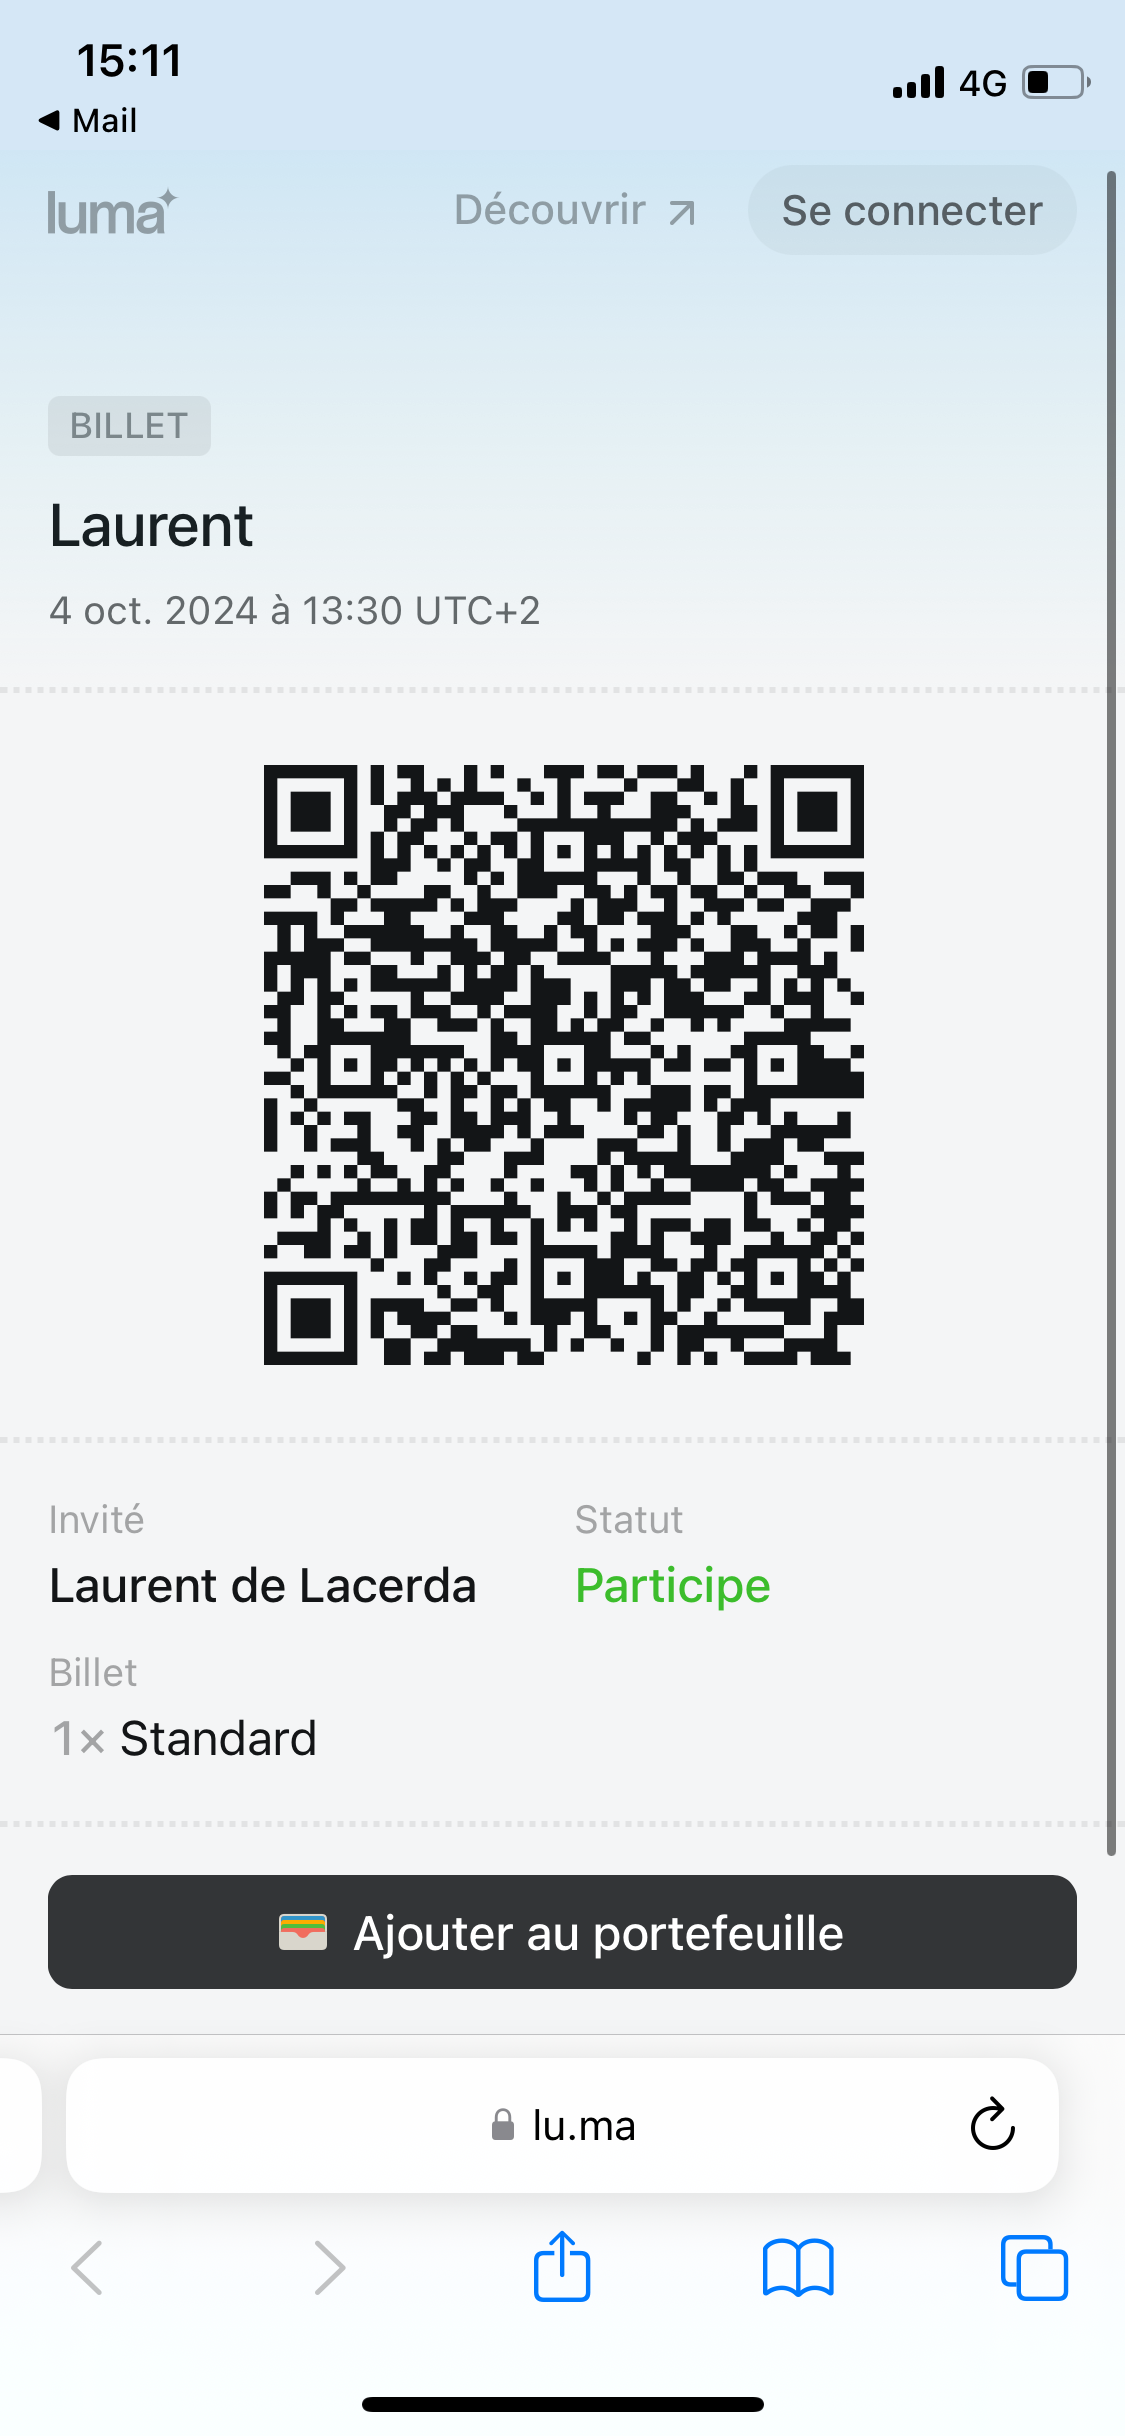 15:11
4G
Mail
luma
Découvrir
Se connecter
BILLET
Laurent
4 oct. 2024 à 13:30 UTC+2
Invité
Statut
Laurent de Lacerda
Participe
Billet
1× Standard
Ajouter au portefeuille
lu.ma